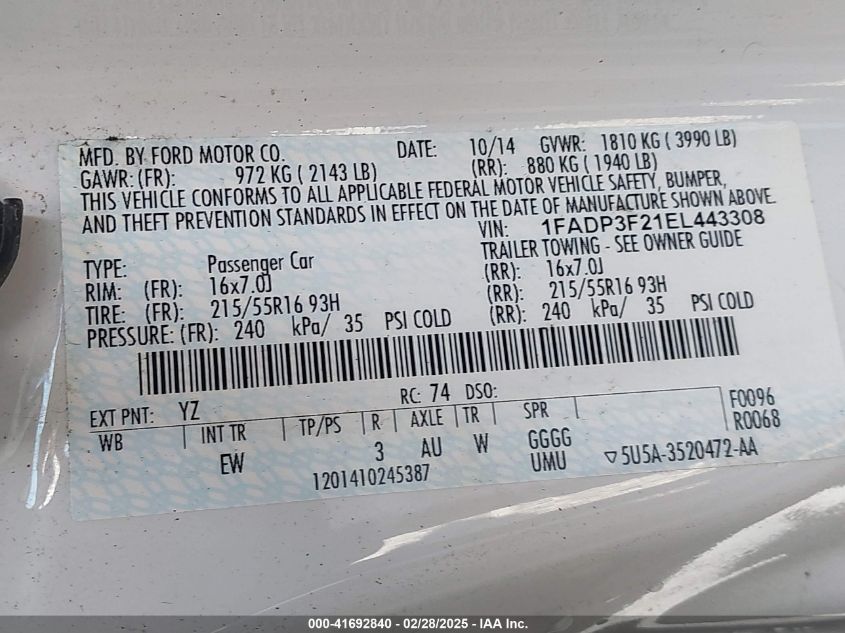 MFD. BY FORD MOTOR CO. DATE: 10/14 GVWR: 1810 KG ( 3990 LB)
GAWR: (FR): 972 KG ( 2143 LB) (RR): 880 KG ( 1940 LB)
THIS VEHICLE CONFORMS TO ALL APPLICABLE FEDERAL MOTOR VEHICLE SAFETY, BUMPER,
AND THEFT PREVENTION STANDARDS IN EFFECT ON THE DATE OF MANUFACTURE SHOWN ABOVE.
VIN: 1FADP3F21EL443308
TRAILER TOWING - SEE OWNER GUIDE
TYPE: Passenger Car
RIM: (FR): 16x7.0J (RR): 16x7.0J
TIRE: (FR): 215/55R16 93H (RR): 215/55R16 93H
PRESSURE: (FR): 240 kPa/ 35 PSI COLD (RR): 240 kPa/ 35 PSI COLD
EXT PNT: YZ RC: 74 DSO: F0096
WB INT TR TP/PS R AXLE TR SPR R0068
EW 3 AU W GGGG
UMU 5U5A-3520472-AA
1201410245387
000-41692840 - 02/28/2025 - IAA Inc.